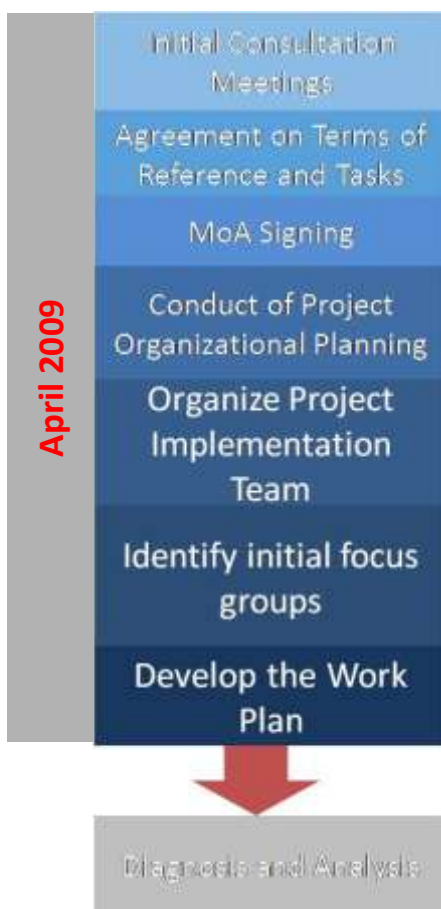 April 2009
Initial Consultation
Meetings
Agreement on Terms of
Reference and Tasks
MoA Signing
Conduct of Project
Organizational Planning
Organize Project
Implementation
Team
Identify initial focus
groups
Develop the Work
Plan
Diagnosis and Analysis